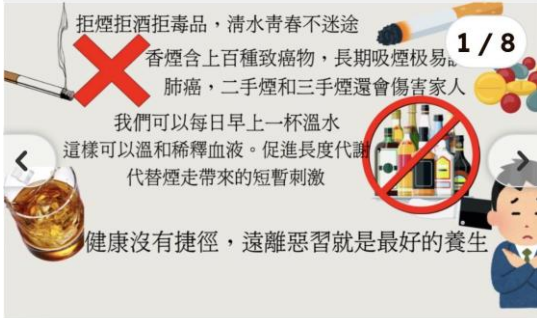 拒煙拒酒拒毒品，清水青春不迷途
1 / 8
香煙含上百種致癌物，長期吸煙极易
肺癌，二手煙和三手煙還會傷害家人
我們可以每日早上一杯溫水
這樣可以溫和稀釋血液。促進長度代謝
代替煙走帶來的短暫刺激
健康沒有捷徑，遠離惡習就是最好的養生